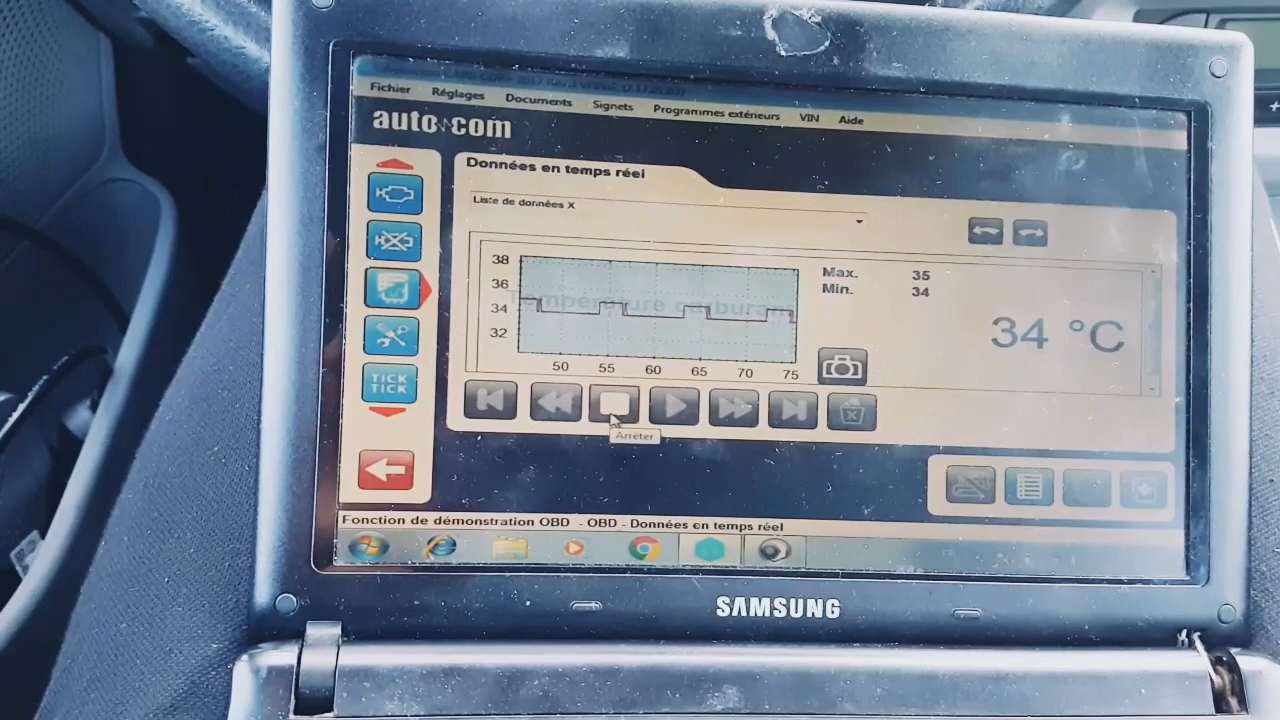 Fichier Réglages Documents Signets Programmes extérieurs VIN Aide
auto com
Données en temps réel
Liste de données X
38
36
34
32
Température carburant
50 55 60 65 70 75
Max. 35
Min. 34
34 °C
Arrêter
TICK
TICK
Fonction de démonstration OBD - OBD - Données en temps réel
SAMSUNG